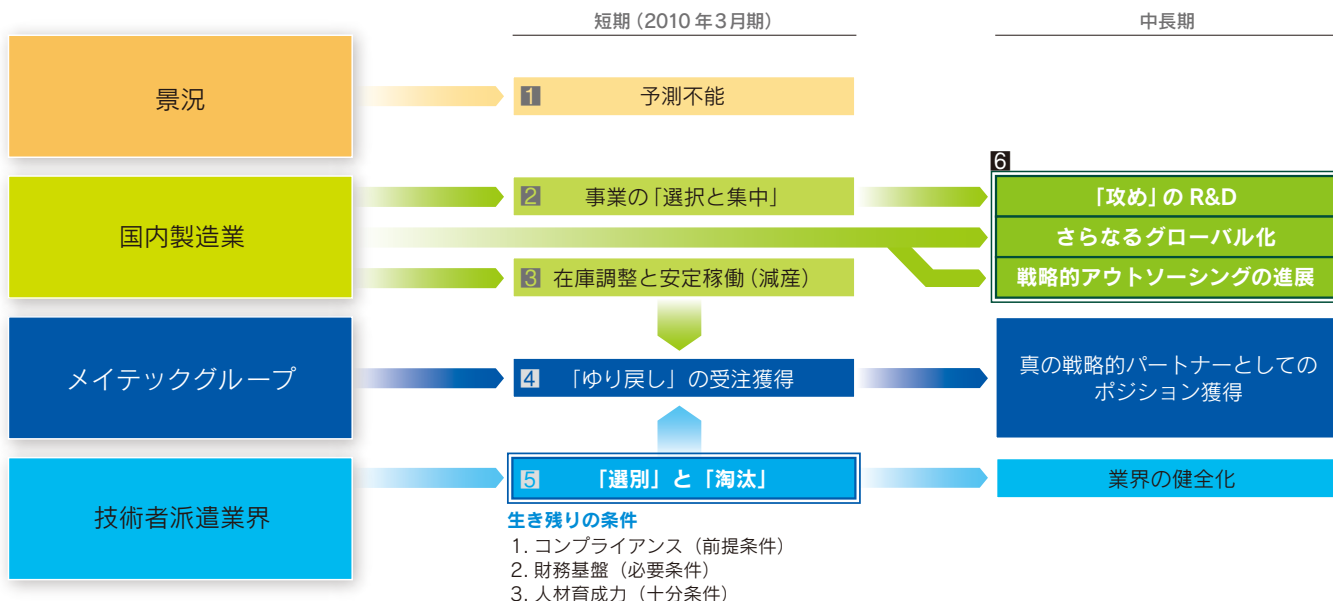 短期（2010年3月期）
中長期
景況
1 予測不能
国内製造業
2 事業の「選択と集中」
3 在庫調整と安定稼働（減産）
6
「攻め」のR&D
さらなるグローバル化
戦略的アウトソーシングの進展
メイテックグループ
4 「ゆり戻し」の受注獲得
真の戦略的パートナーとしての
ポジション獲得
技術者派遣業界
5 「選別」と「淘汰」
業界の健全化
生き残りの条件
1. コンプライアンス（前提条件）
2. 財務基盤（必要条件）
3. 人材育成力（十分条件）